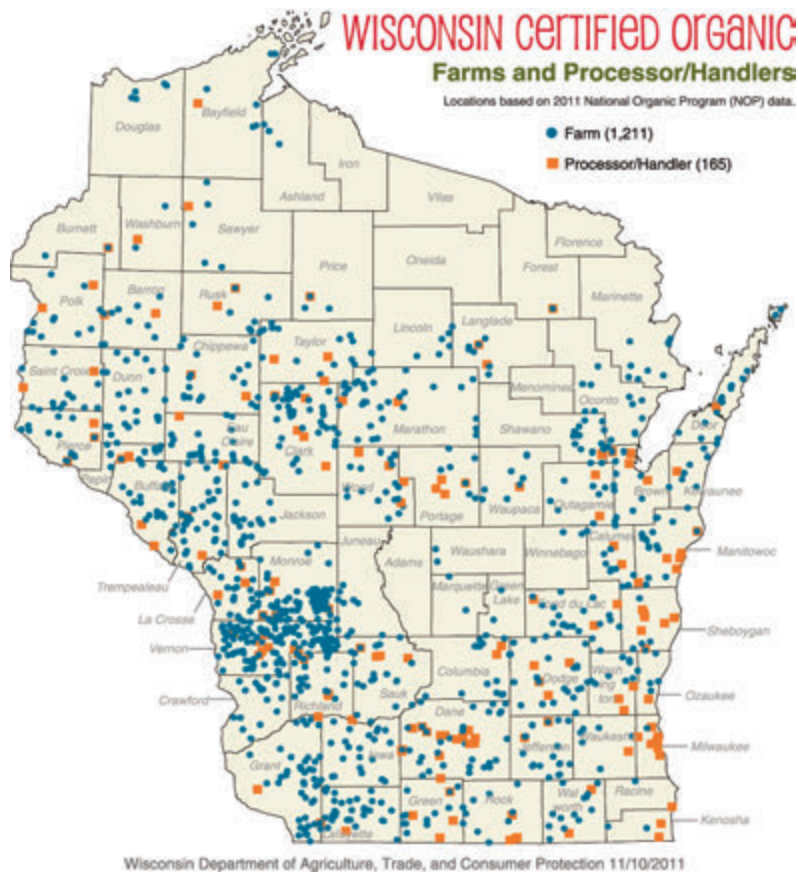 WISCONSIN CERTIFIED ORGANIC
Farms and Processor/Handlers
Locations based on 2011 National Organic Program (NOP) data.
Farm (1,211)
Processor/Handler (165)
Douglas
Bayfield
Iron
Ashland
Vilas
Burnett
Washburn
Sawyer
Florence
Oneida
Forest
Price
Marinette
Polk
Barron
Rusk
Lincoln
Langlade
Taylor
Chippewa
Saint Croix
Dunn
Menominee
Oconto
Marathon
Shawano
Door
Eau
Claire
Pierce
Clark
Pepin
Buffalo
Wood
Portage
Waupaca
Outagamie
Brown
Kewaunee
Jackson
Juneau
Calumet
Waushara
Winnebago
Manitowoc
Monroe
Adams
Trempealeau
Marquette
Green
Lake
Fond du Lac
La Crosse
Sheboygan
Vernon
Columbia
Dodge
Wash
ing
ton
Sauk
Crawford
Richland
Ozaukee
Dane
Iowa
Jefferson
Waukesha
Milwaukee
Grant
Green
Rock
Wal
worth
Racine
Kenosha
Lafayette
Wisconsin Department of Agriculture, Trade, and Consumer Protection 11/10/2011